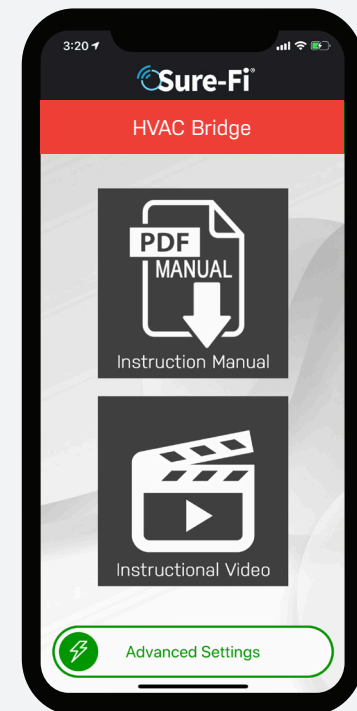 3:20
Sure-Fi®
HVAC Bridge
PDF
MANUAL
Instruction Manual
Instructional Video
Advanced Settings